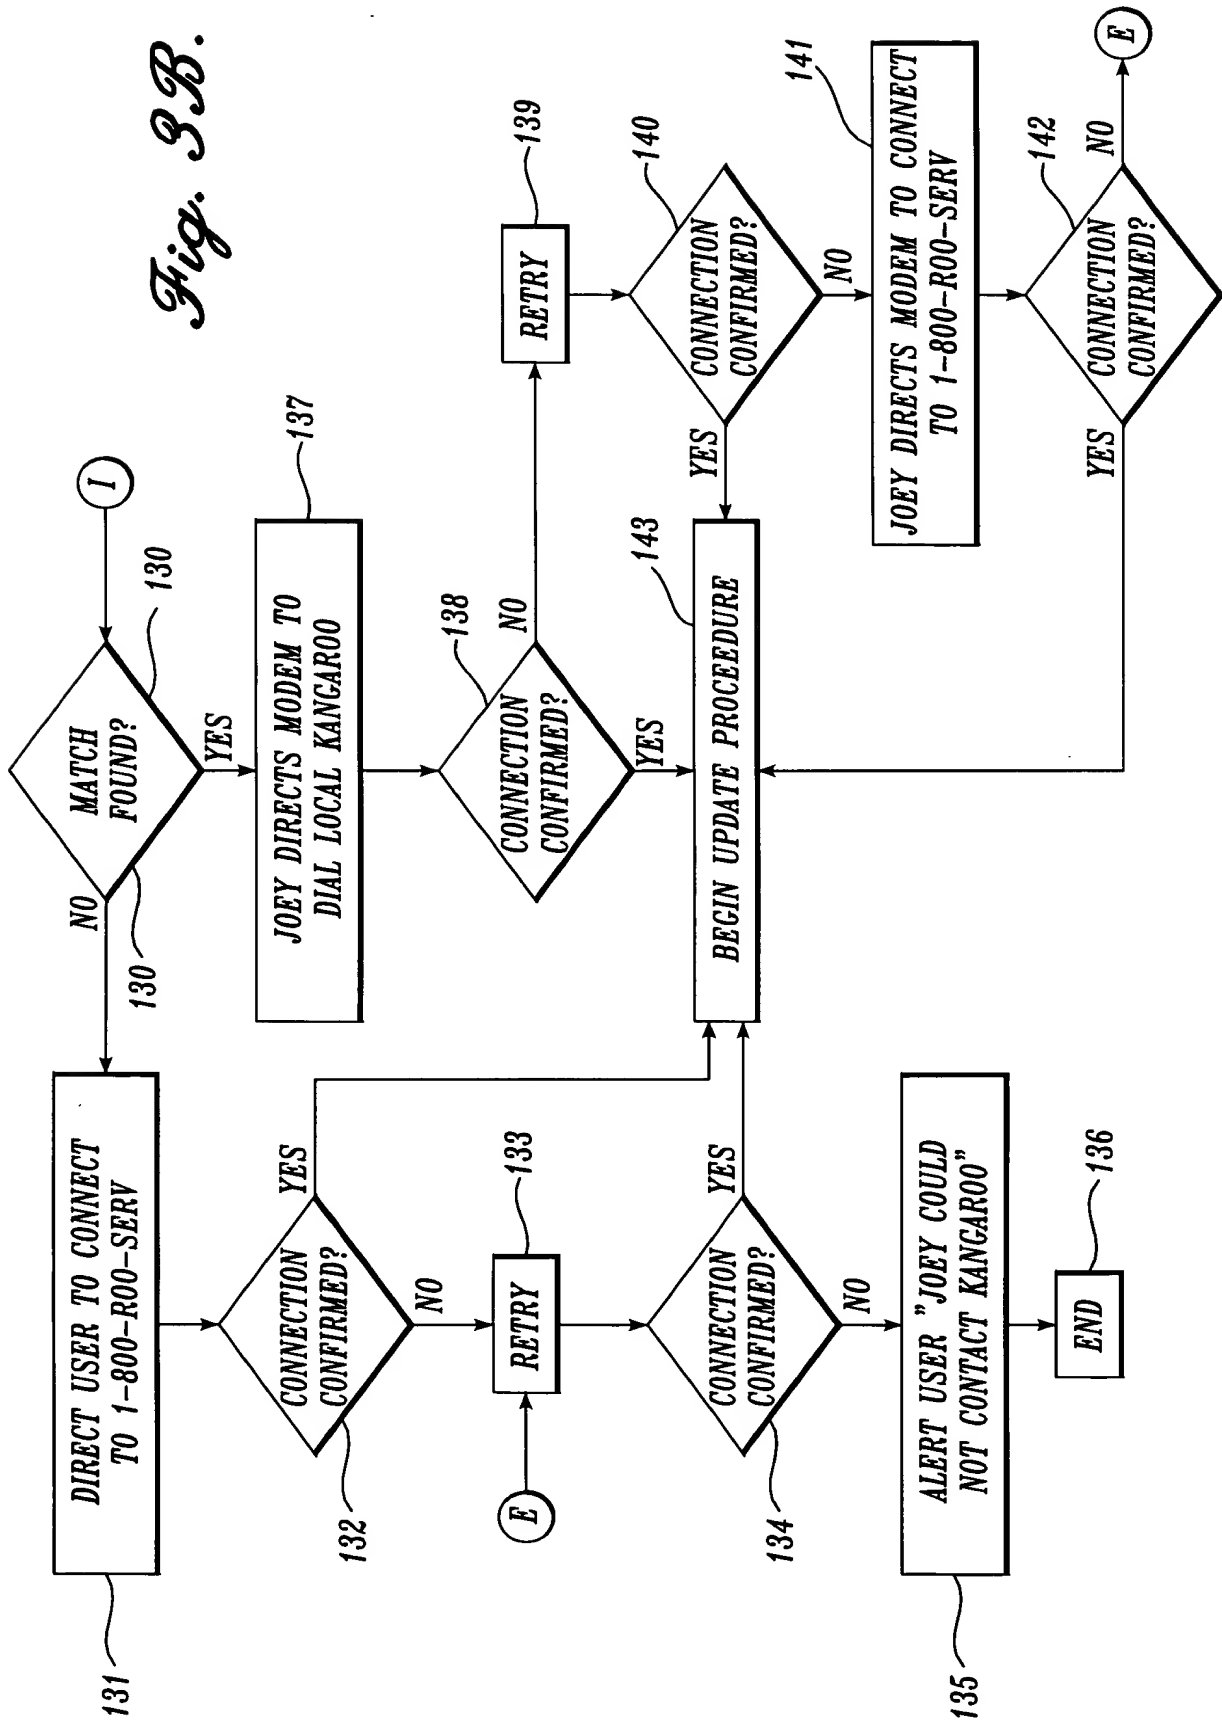 Fig. 3B.
I
MATCH
FOUND?
130
130
NO
YES
DIRECT USER TO CONNECT
TO 1-800-ROO-SERV
131
JOEY DIRECTS MODEM TO
DIAL LOCAL KANGAROO
137
CONNECTION
CONFIRMED?
132
YES
NO
CONNECTION
CONFIRMED?
138
NO
YES
RETRY
139
E
RETRY
133
CONNECTION
CONFIRMED?
140
YES
NO
BEGIN UPDATE PROCEEDURE
143
CONNECTION
CONFIRMED?
134
YES
NO
JOEY DIRECTS MODEM TO CONNECT
TO 1-800-ROO-SERV
141
ALERT USER "JOEY COULD
NOT CONTACT KANGAROO"
135
END
136
CONNECTION
CONFIRMED?
142
YES
NO
E